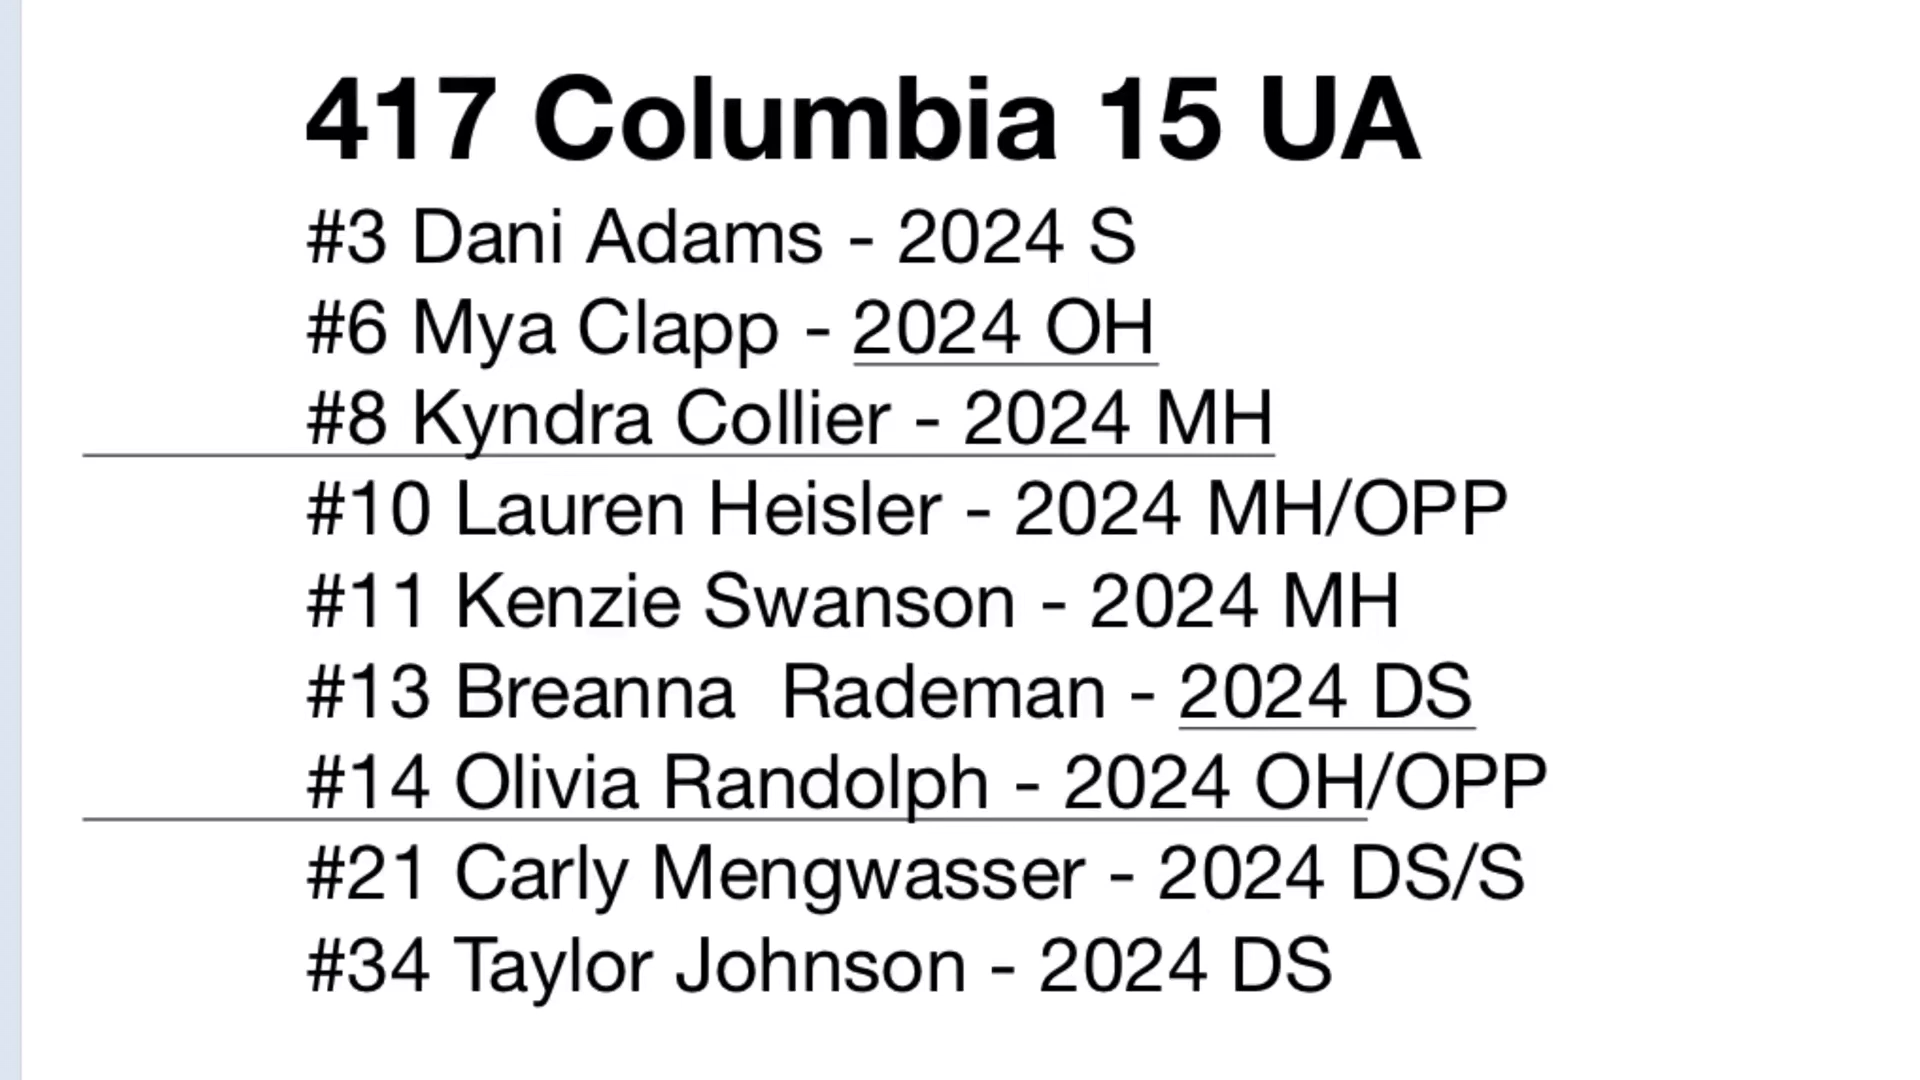 417 Columbia 15 UA
#3 Dani Adams - 2024 S
#6 Mya Clapp - 2024 OH
#8 Kyndra Collier - 2024 MH
#10 Lauren Heisler - 2024 MH/OPP
#11 Kenzie Swanson - 2024 MH
#13 Breanna  Rademan - 2024 DS
#14 Olivia Randolph - 2024 OH/OPP
#21 Carly Mengwasser - 2024 DS/S
#34 Taylor Johnson - 2024 DS